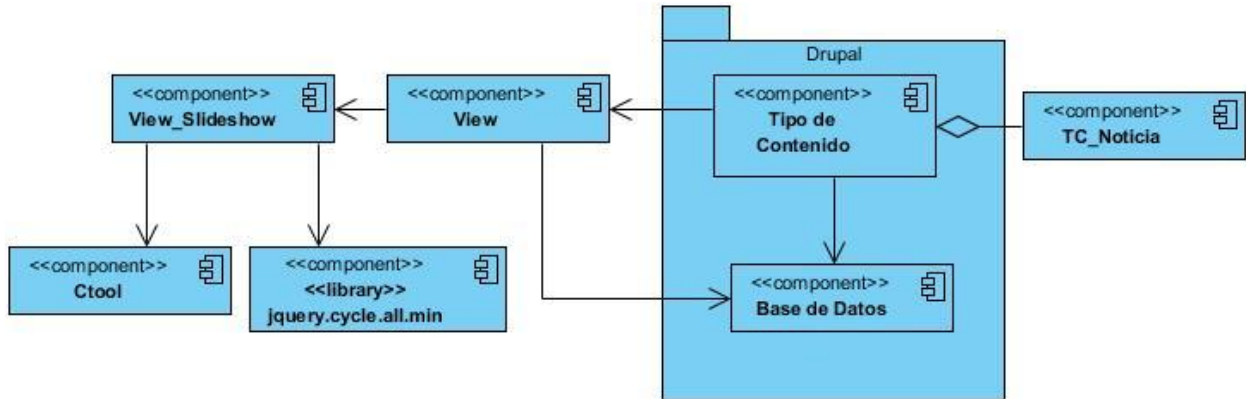 Drupal
<<component>>
View_Slideshow
<<component>>
View
<<component>>
Tipo de
Contenido
<<component>>
TC_Noticia
<<component>>
Ctool
<<component>>
<<library>>
jquery.cycle.all.min
<<component>>
Base de Datos